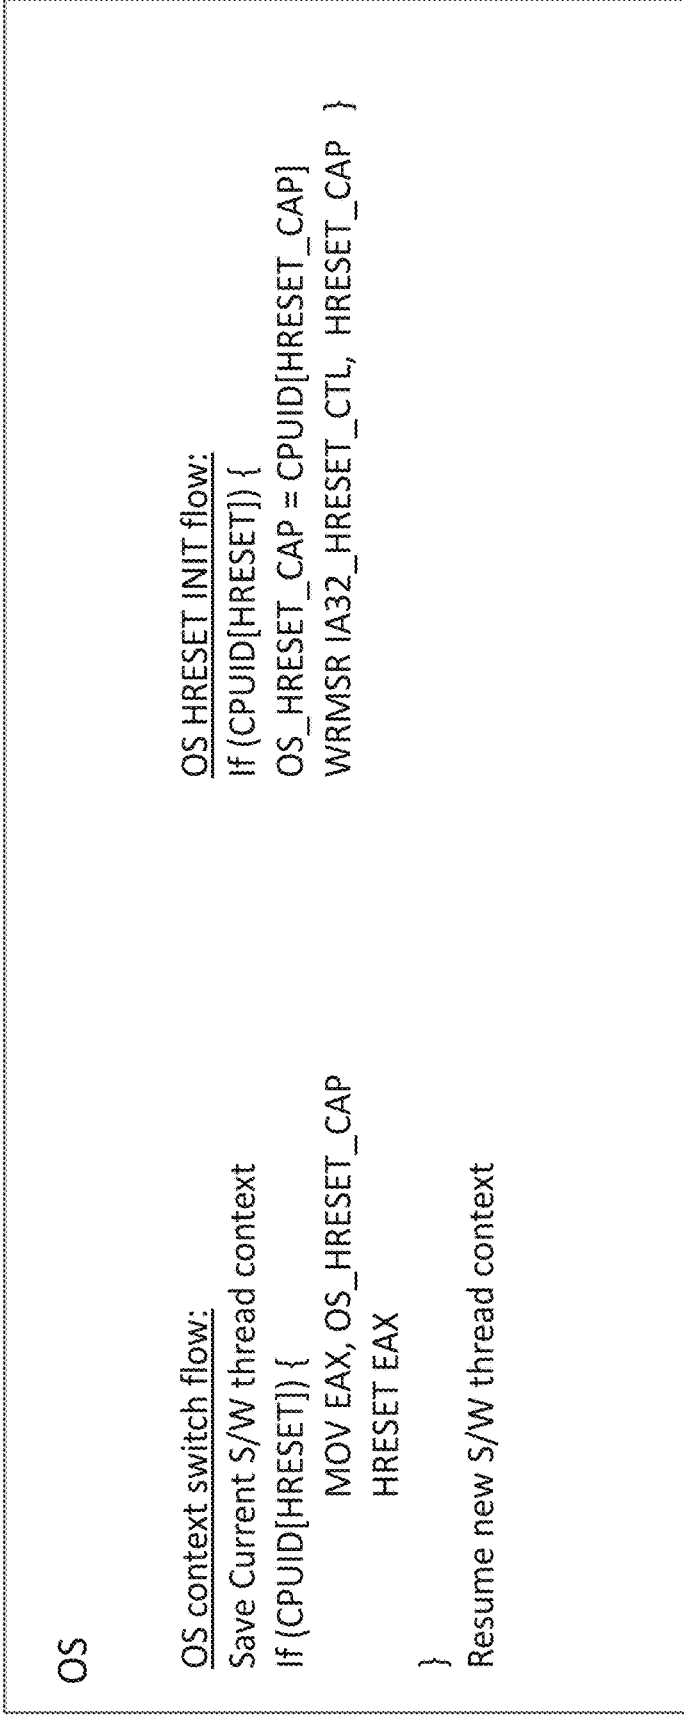 OS
OS context switch flow:
Save Current S/W thread context
If (CPUID[HRESET]) {
MOV EAX, OS_HRESET_CAP
HRESET EAX
}
Resume new S/W thread context
OS HRESET INIT flow:
If (CPUID[HRESET]) {
OS_HRESET_CAP = CPUID[HRESET_CAP]
WRMSR IA32_HRESET_CTL, HRESET_CAP }